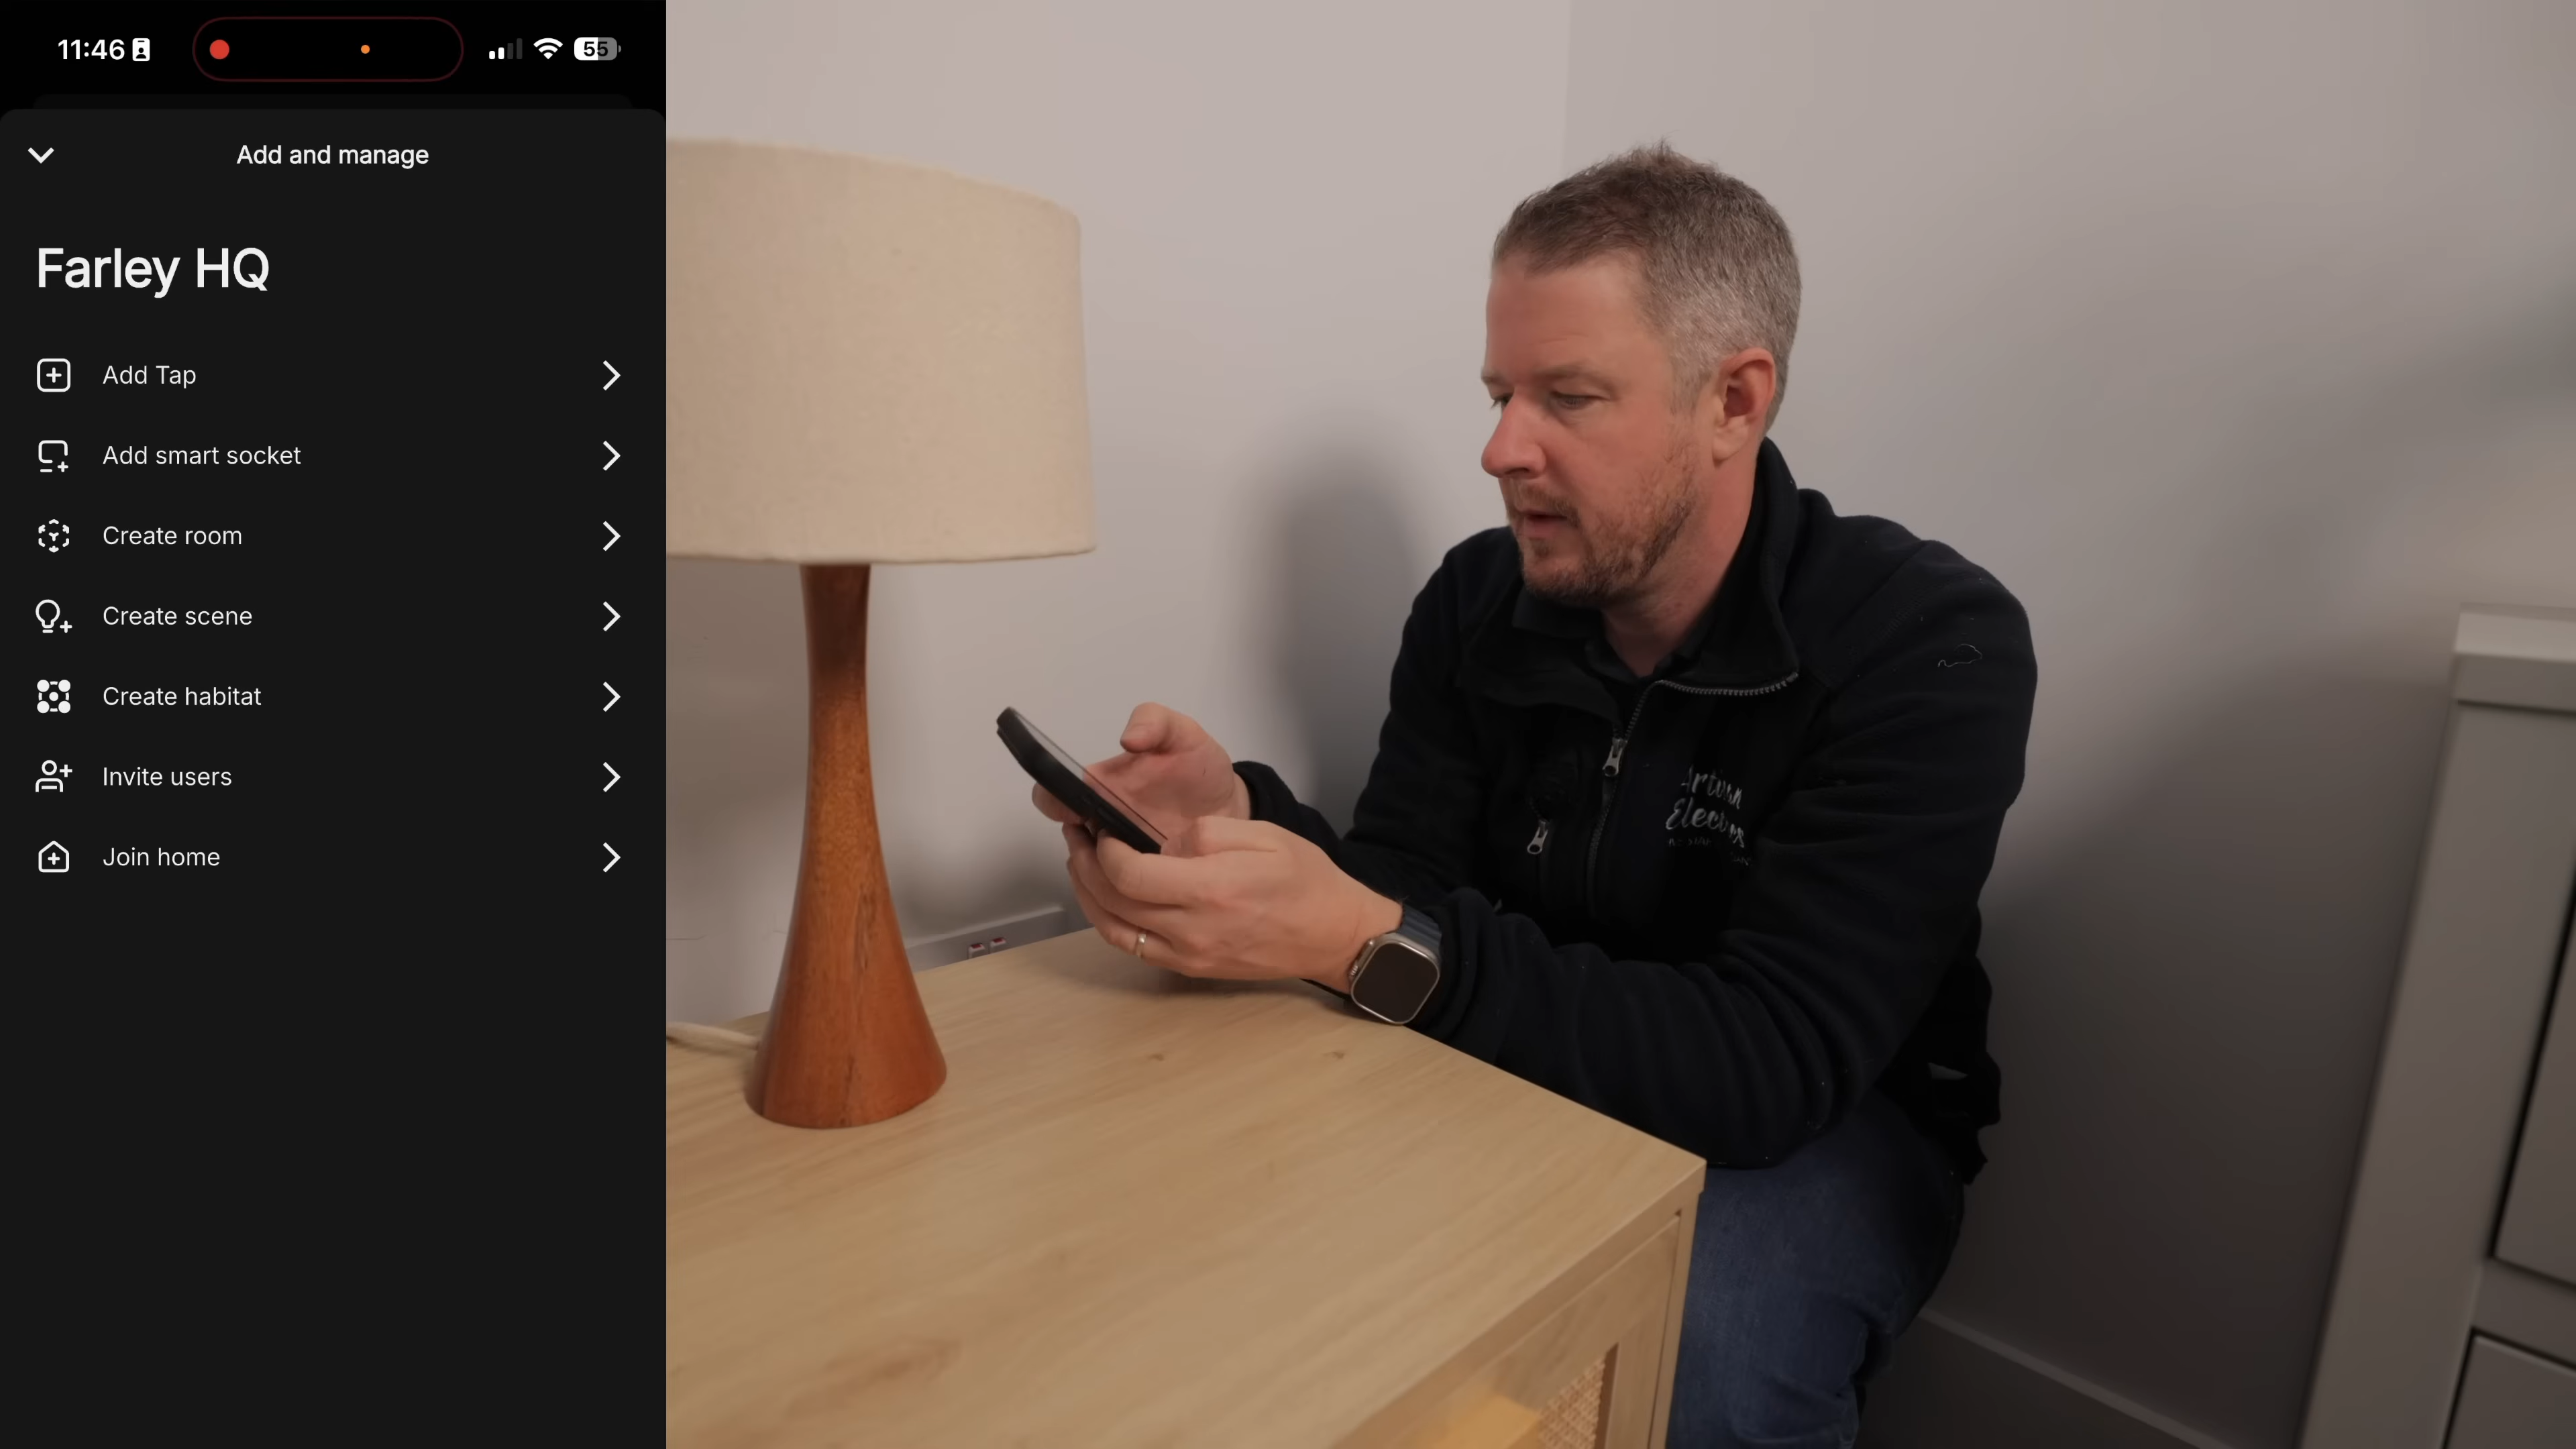 11:46
55
Add and manage
Farley HQ
Add Tap
Add smart socket
Create room
Create scene
Create habitat
Invite users
Join home
Artisan